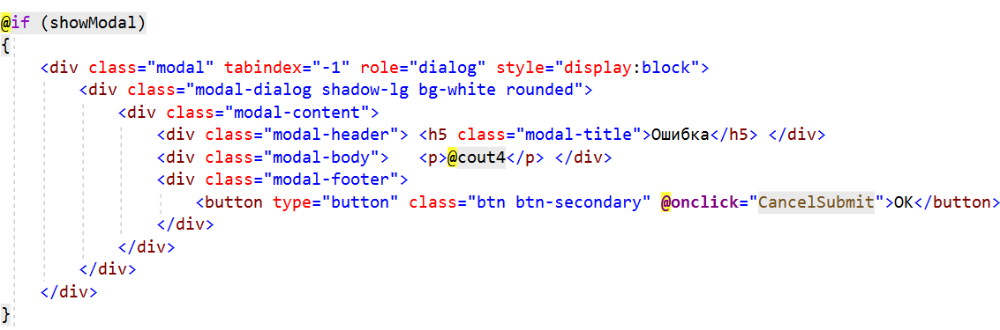 @if (showModal)
{
    <div class="modal" tabindex="-1" role="dialog" style="display:block">
        <div class="modal-dialog shadow-lg bg-white rounded">
            <div class="modal-content">
                <div class="modal-header"> <h5 class="modal-title">Ошибка</h5> </div>
                <div class="modal-body">   <p>@cout4</p> </div>
                <div class="modal-footer">
                    <button type="button" class="btn btn-secondary" @onclick="CancelSubmit">OK</button>
                </div>
            </div>
        </div>
    </div>
}